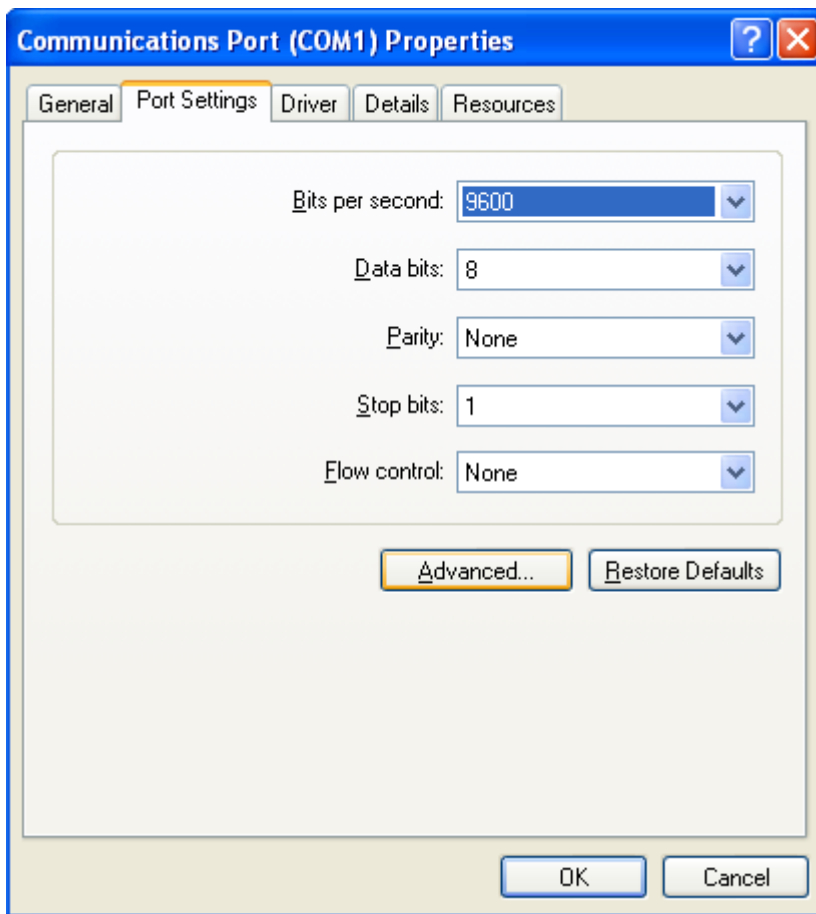 Communications Port (COM1) Properties
?
General Port Settings Driver Details Resources
Bits per second: 9600
Data bits: 8
Parity: None
Stop bits: 1
Flow control: None
Advanced... Restore Defaults
OK Cancel